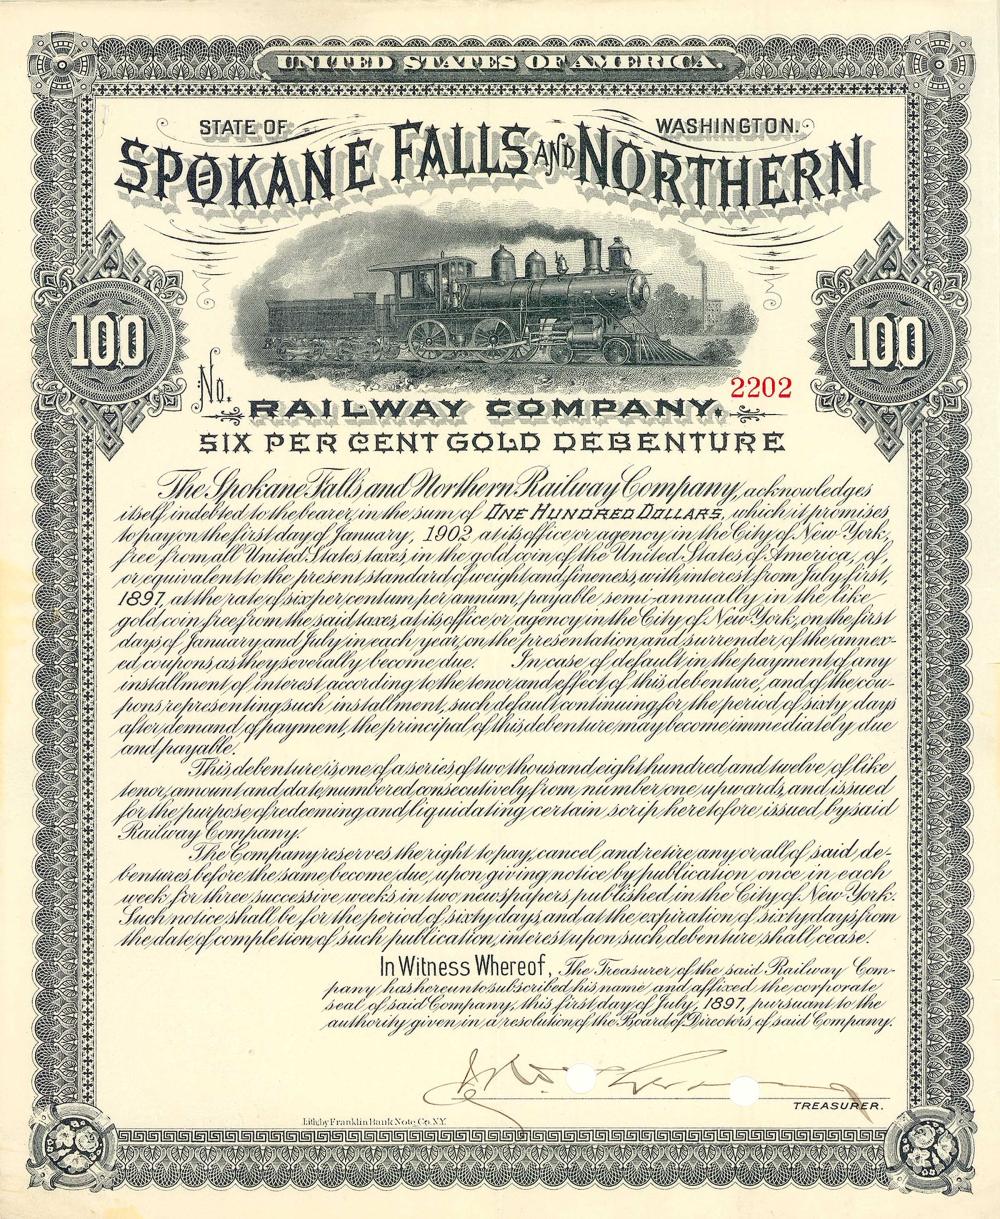 UNITED STATES OF AMERICA.
STATE OF WASHINGTON.
SPOKANE FALLS AND NORTHERN
100 100
No. 2202
RAILWAY COMPANY.
SIX PER CENT GOLD DEBENTURE
The Spokane Falls and Northern Railway Company, acknowledges
itself indebted to the bearer, in the sum of ONE HUNDRED DOLLARS, which it promises
to pay on the first day of January, 1902 at its office or agency in the City of New York,
free from all United States taxes, in the gold coin of the United States of America, of,
or equivalent to the present standard of weight and fineness, with interest from July first,
1897, at the rate of six per centum per annum, payable semi-annually in the like
gold coin, free from the said taxes, at its office or agency in the City of New York, on the first
days of January and July in each year, on the presentation and surrender of the annex-
ed coupons as they severally become due. In case of default in the payment of any
installment of interest according to the tenor and effect of this debenture, and of the cou-
pons representing such installment, such default continuing for the period of sixty days
after demand of payment, the principal of this debenture may become immediately due
and payable.
This debenture is one of a series of two thousand eight hundred and twelve of like
tenor, amount and date, numbered consecutively from number one upwards, and issued
for the purpose of redeeming and liquidating certain scrip heretofore issued by said
Railway Company.
The Company reserves the right to pay, cancel, and retire any or all of said de-
bentures, before the same become due, upon giving notice by publication once in each
week, for three successive weeks in two newspapers published in the City of New York.
Such notice shall be for the period of sixty days, and at the expiration of sixty days, from
the date of completion of such publication, interest upon such debenture shall cease.
In Witness Whereof, The Treasurer of the said Railway Com-
pany has hereunto subscribed his name and affixed the corporate
seal of said Company, this first day of July, 1897, pursuant to the
authority given in a resolution of the Board of Directors of said Company.
TREASURER.
Lith. by Franklin Bank Note Co. N.Y.